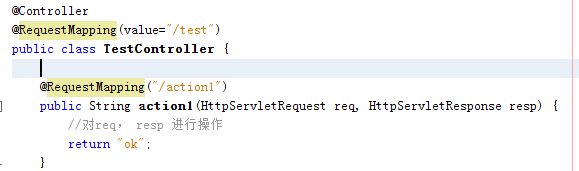 @Controller
@RequestMapping(value="/test")
public class TestController {
@RequestMapping("/action1")
public String action1(HttpServletRequest req, HttpServletResponse resp) {
//对req， resp 进行操作
return "ok";
}